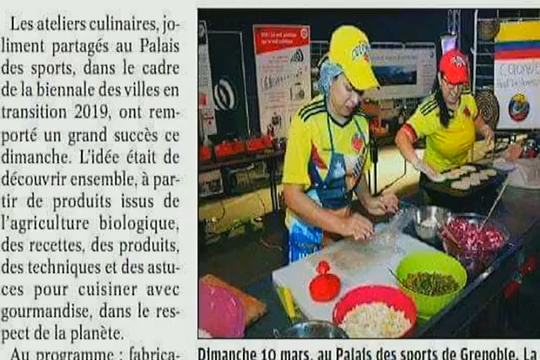 Les ateliers culinaires, jo-
liment partagés au Palais
des sports, dans le cadre
de la biennale des villes en
transition 2019, ont rem-
porté un grand succès ce
dimanche. L'idée était de
découvrir ensemble, à par-
tir de produits issus de
l'agriculture biologique,
des recettes, des produits,
des techniques et des astu-
ces pour cuisiner avec
gourmandise, dans le res-
pect de la planète.
Au programme : fabrica-
Dimanche 10 mars, au Palais des sports de Grenoble. La